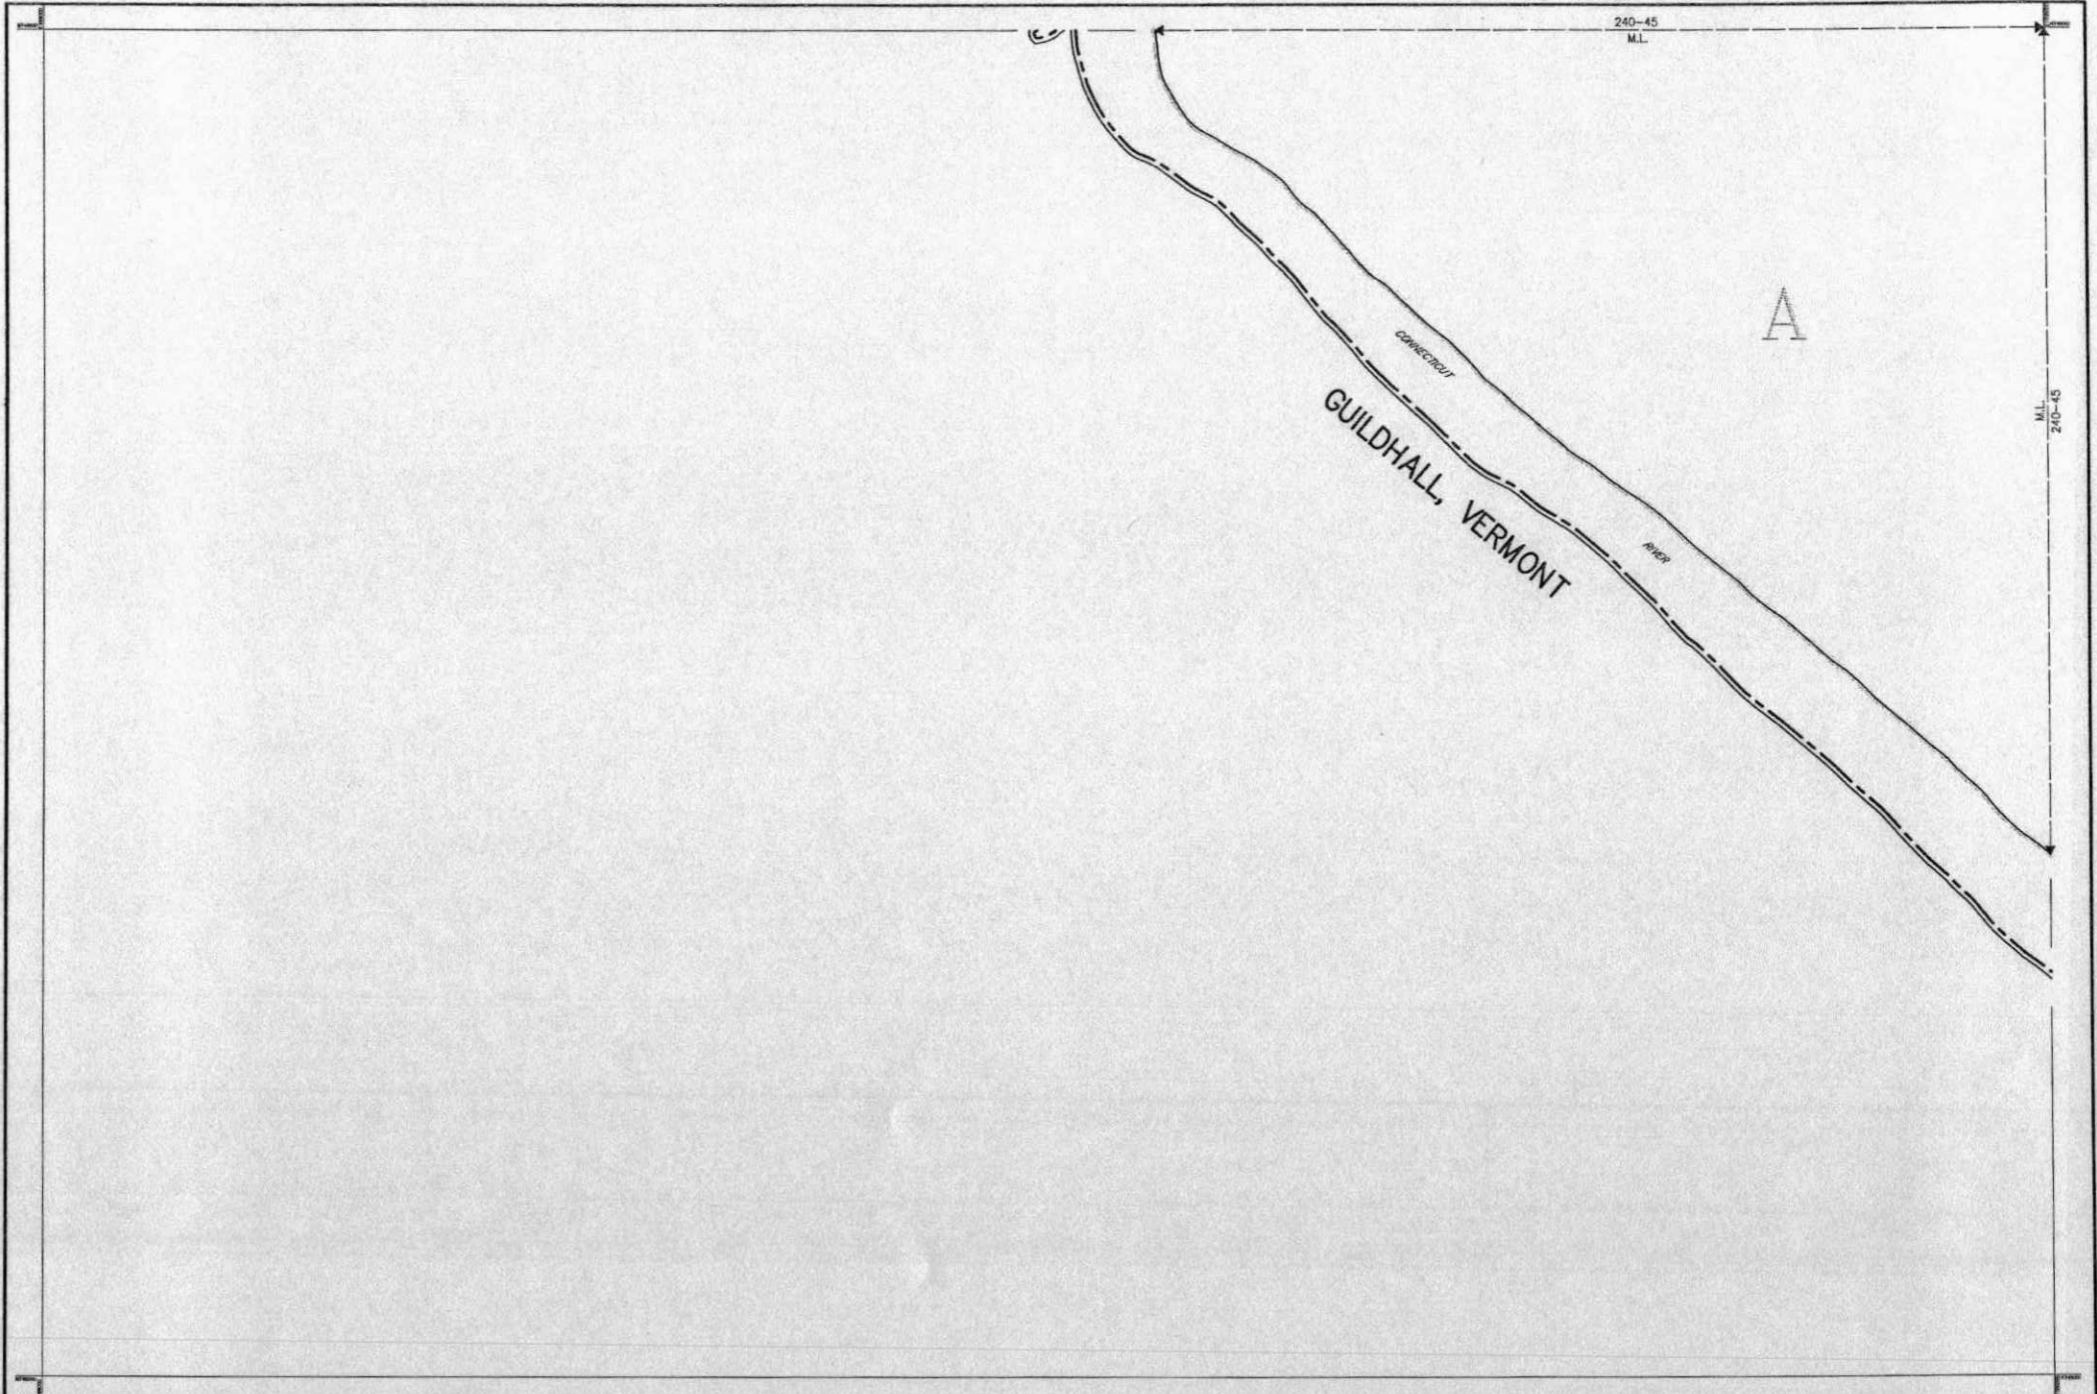 240-45
M.L.
A
CONNECTICUT
M.L.
240-45
GUILDHALL, VERMONT
RIVER